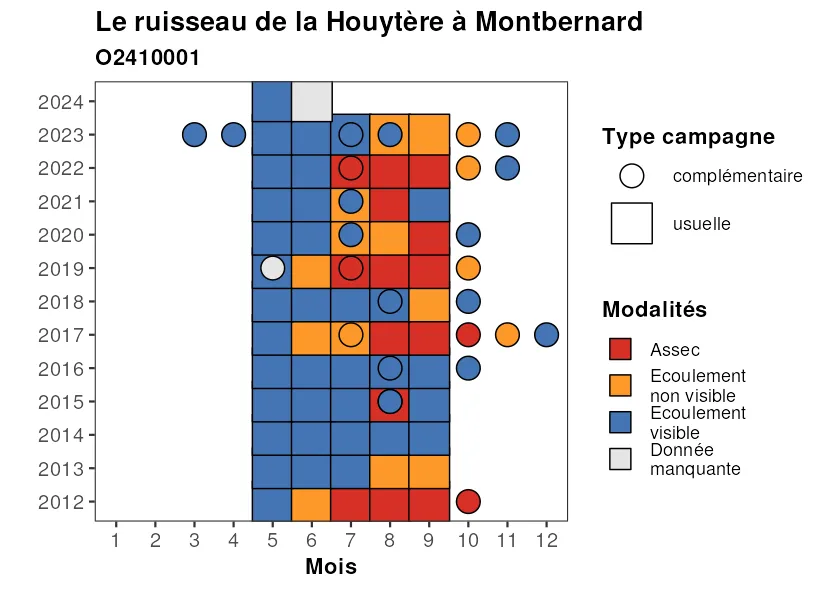 Le ruisseau de la Houytère à Montbernard
O2410001
2024
2023
2022
2021
2020
2019
2018
2017
2016
2015
2014
2013
2012
1 2 3 4 5 6 7 8 9 10 11 12
Mois
Type campagne
complémentaire
usuelle
Modalités
Assec
Ecoulement
non visible
Ecoulement
visible
Donnée
manquante